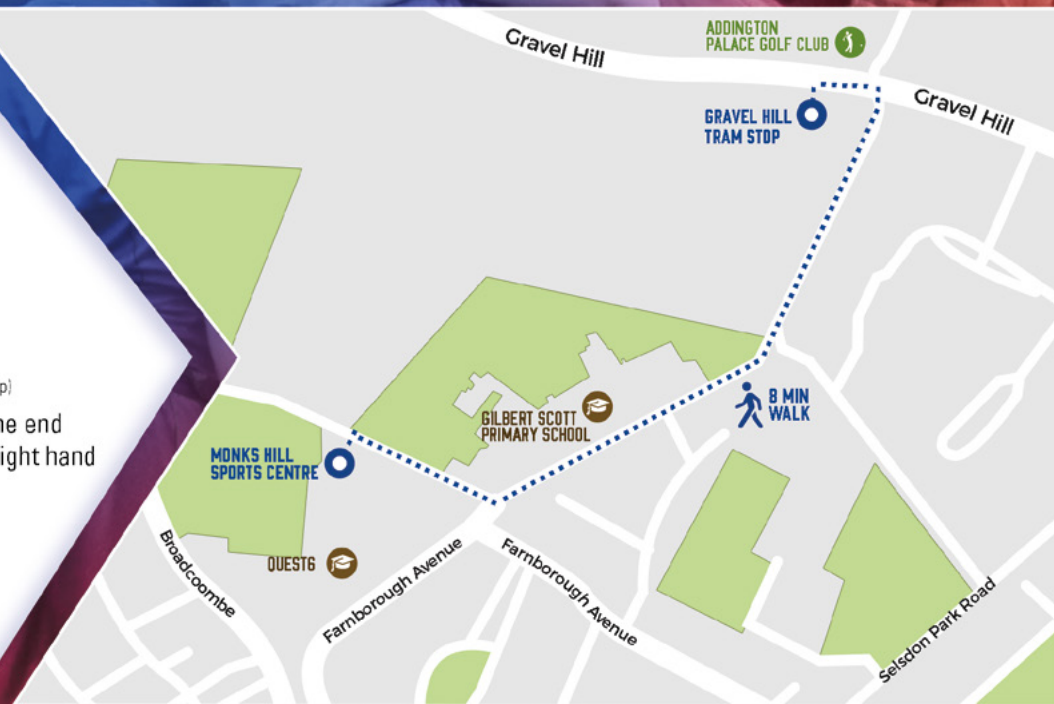 ADDINGTON
PALACE GOLF CLUB
Gravel Hill
Gravel Hill
GRAVEL HILL
TRAM STOP
p)
end
ight hand
8 MIN
WALK
GILBERT SCOTT
PRIMARY SCHOOL
MONKS HILL
SPORTS CENTRE
QUEST6
Broadcoombe
Farnborough Avenue
Farnborough Avenue
Selsdon Park Road